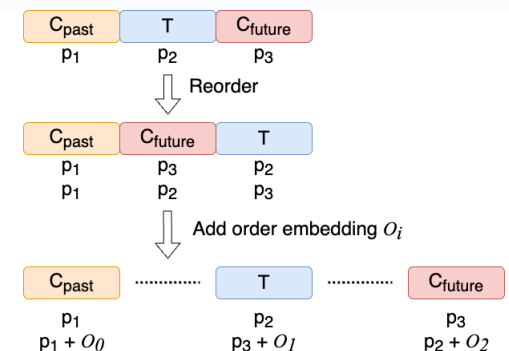 Cpast T Cfuture
p1 p2 p3
Reorder
Cpast Cfuture T
p1 p3 p2
p1 p2 p3
Add order embedding Oi
Cpast T Cfuture
p1 p2 p3
p1 + O0 p3 + O1 p2 + O2